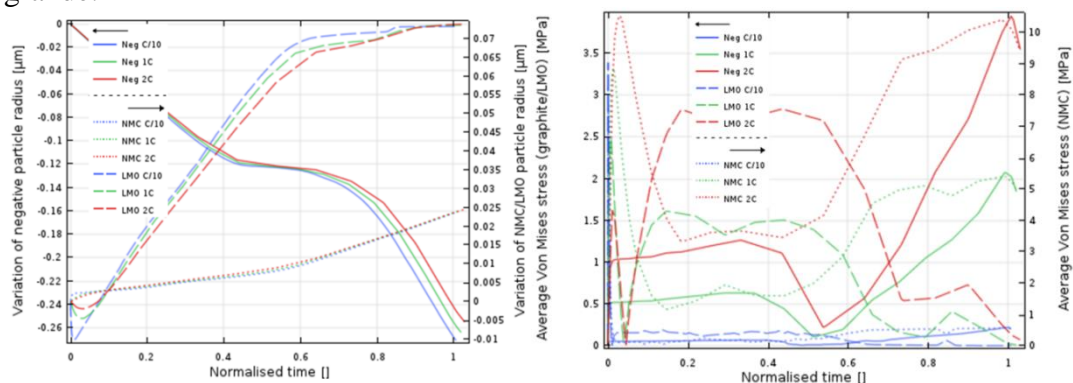 Variation of negative particle radius [µm]
0
-0.02
-0.04
-0.06
-0.08
-0.1
-0.12
-0.14
-0.16
-0.18
-0.2
-0.22
-0.24
-0.26
Neg C/10
Neg 1C
Neg 2C
NMC C/10
NMC 1C
NMC 2C
LMO C/10
LMO 1C
LMO 2C
0 0.2 0.4 0.6 0.8 1
Normalised time []
0.07
0.065
0.06
0.055
0.05
0.045
0.04
0.035
0.03
0.025
0.02
0.015
0.01
0.005
0
-0.005
-0.01
Variation of NMC/LMO particle radius [µm]
Average Von Mises stress (graphite/LMO) [MPa]
3.5
3
2.5
2
1.5
1
0.5
0
Neg C/10
Neg 1C
Neg 2C
LMO C/10
LMO 1C
LMO 2C
NMC C/10
NMC 1C
NMC 2C
0 0.2 0.4 0.6 0.8 1
Normalised time []
10
9
8
7
6
5
4
3
2
1
0
Average Von Mises stress (NMC) [MPa]